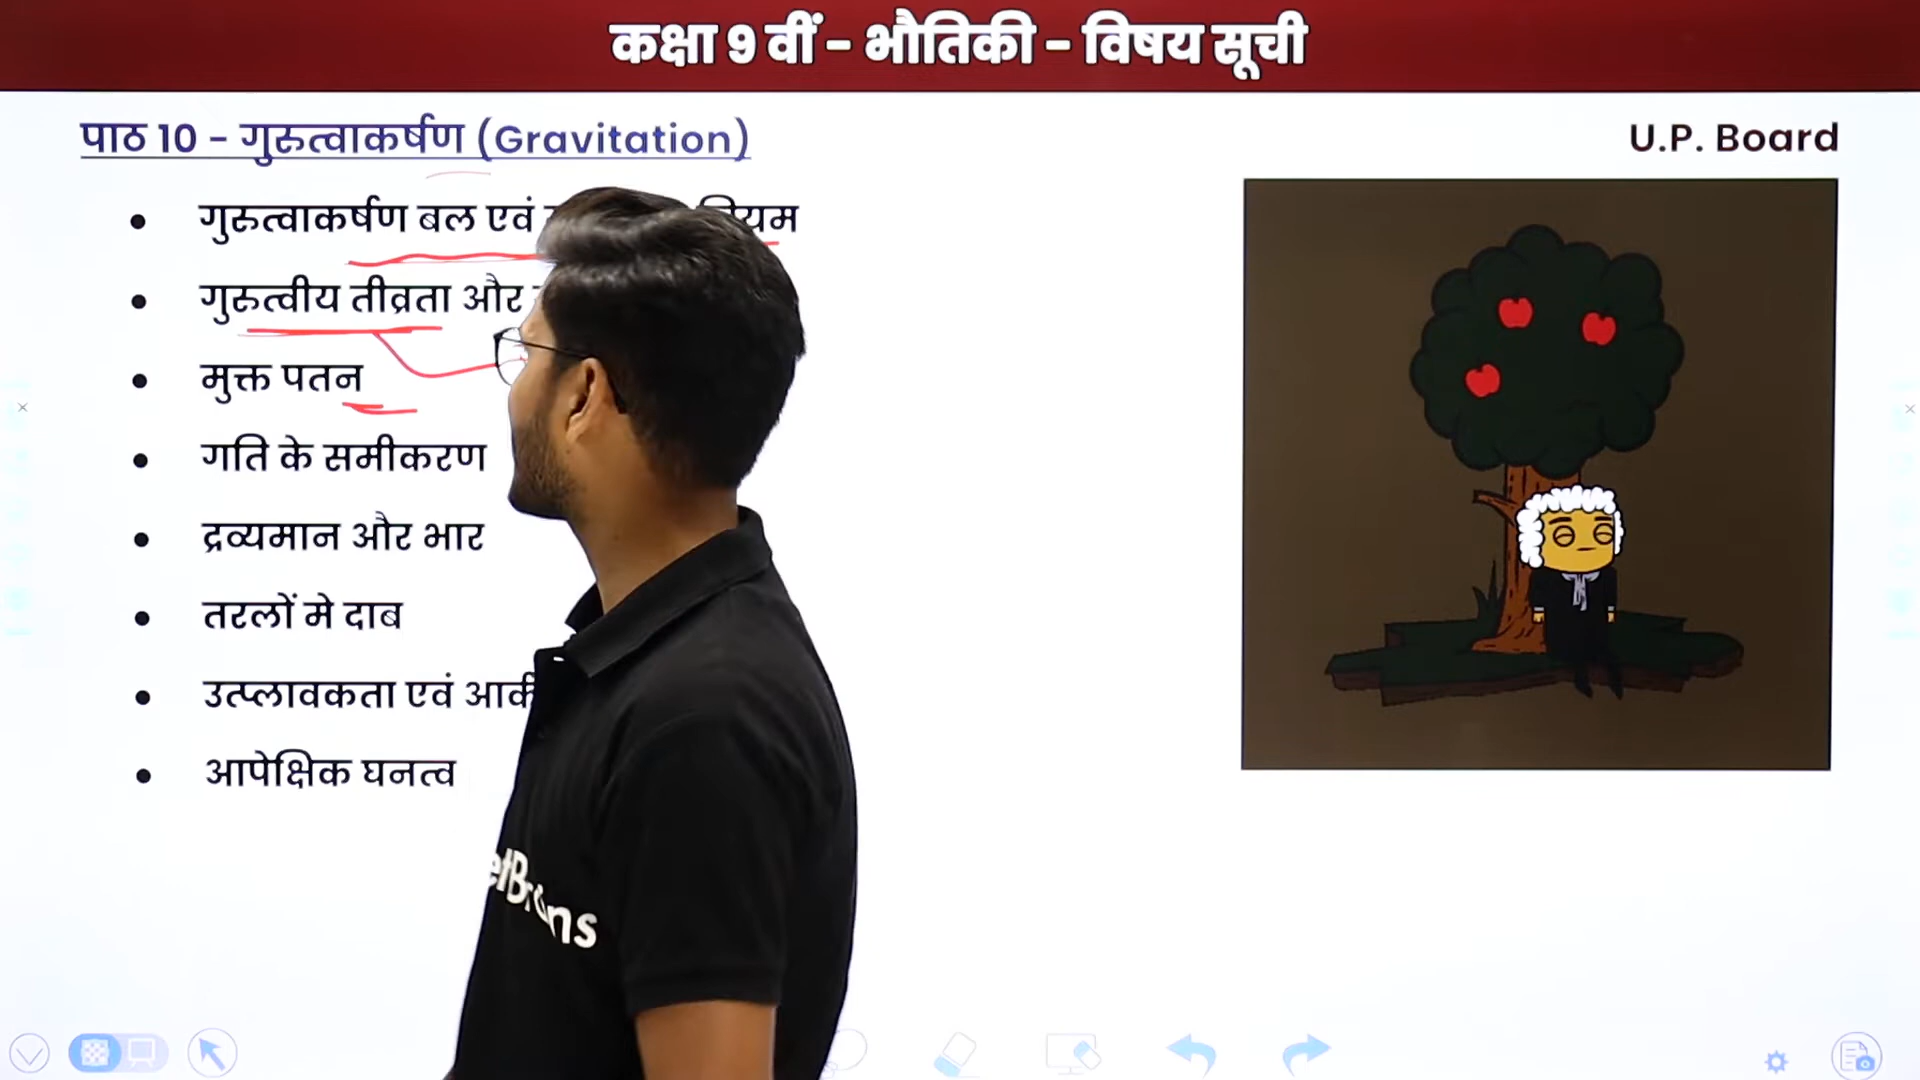 कक्षा 9 वीं - भौतिकी - विषय सूची
पाठ 10 - गुरुत्वाकर्षण (Gravitation)
U.P. Board
• गुरुत्वाकर्षण बल एवं
• गुरुत्वीय तीव्रता और
• मुक्त पतन
• गति के समीकरण
• द्रव्यमान और भार
• तरलों मे दाब
• उत्प्लावकता एवं
• आपेक्षिक घनत्व